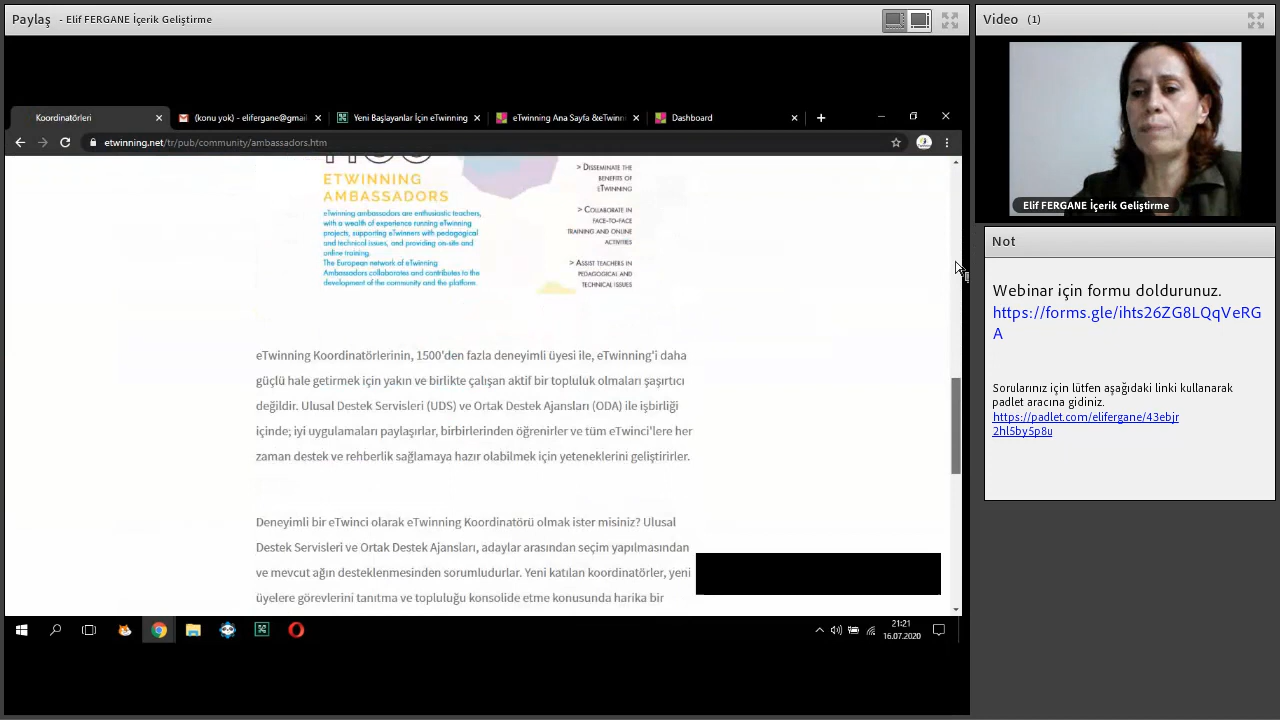 Paylaş - Elif FERGANE İçerik Geliştirme
Koordinatörleri
(konu yok) - elifergane@gmail
Yeni Başlayanlar İçin eTwinning
eTwinning Ana Sayfa &eTwinn
Dashboard
etwinning.net/tr/pub/community/ambassadors.htm
ETWINNING
AMBASSADORS
eTwinning ambassadors are enthusiastic teachers,
with a wealth of experience running eTwinning
projects, supporting eTwinners with pedagogical
and technical issues, and providing on-site and
online training.
The European network of eTwinning
Ambassadors collaborates and contributes to the
development of the community and the platform.
> DISSEMINATE THE
BENEFITS OF
ETWINNING
> COLLABORATE IN
FACE-TO-FACE
TRAINING AND ONLINE
ACTIVITIES
> ASSIST TEACHERS IN
PEDAGOGICAL AND
TECHNICAL ISSUES
eTwinning Koordinatörlerinin, 1500'den fazla deneyimli üyesi ile, eTwinning'i daha
güçlü hale getirmek için yakın ve birlikte çalışan aktif bir topluluk olmaları şaşırtıcı
değildir. Ulusal Destek Servisleri (UDS) ve Ortak Destek Ajansları (ODA) ile işbirliği
içinde; iyi uygulamaları paylaşırlar, birbirlerinden öğrenirler ve tüm eTwinci'lere her
zaman destek ve rehberlik sağlamaya hazır olabilmek için yeteneklerini geliştirirler.
Deneyimli bir eTwinci olarak eTwinning Koordinatörü olmak ister misiniz? Ulusal
Destek Servisleri ve Ortak Destek Ajansları, adaylar arasından seçim yapılmasından
ve mevcut ağın desteklenmesinden sorumludurlar. Yeni katılan koordinatörler, yeni
üyelere görevlerini tanıtma ve topluluğu konsolide etme konusunda harika bir
21:21
16.07.2020
Video (1)
Elif FERGANE İçerik Geliştirme
Not
Webinar için formu doldurunuz.
https://forms.gle/ihts26ZG8LQqVeRG
A
Sorularınız için lütfen aşağıdaki linki kullanarak
padlet aracına gidiniz.
https://padlet.com/elifergane/43ebjr
2hl5by5p8u